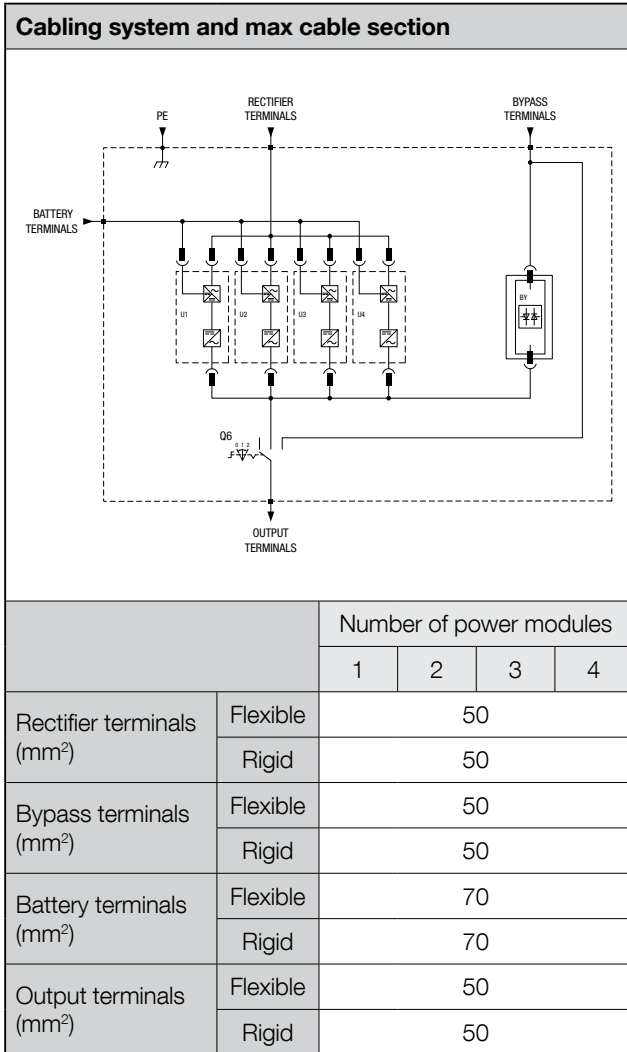 Cabling system and max cable section
PE
RECTIFIER
TERMINALS
BYPASS
TERMINALS
BATTERY
TERMINALS
U1
U2
U3
U4
BY
Q6
0 1 2
OUTPUT
TERMINALS
Number of power modules
1 2 3 4
Rectifier terminals
(mm²)
Flexible 50
Rigid 50
Bypass terminals
(mm²)
Flexible 50
Rigid 50
Battery terminals
(mm²)
Flexible 70
Rigid 70
Output terminals
(mm²)
Flexible 50
Rigid 50